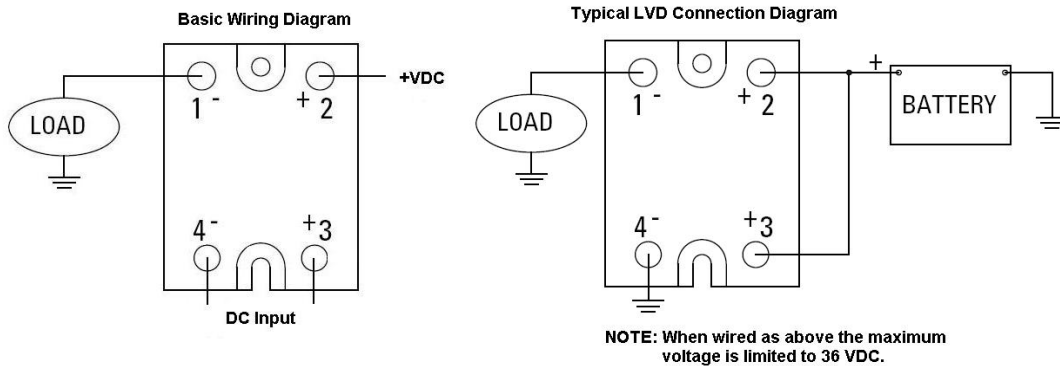 Basic Wiring Diagram
1 - + 2
+VDC
LOAD
4 - + 3
DC Input
Typical LVD Connection Diagram
1 - + 2
+
BATTERY
LOAD
4 - + 3
NOTE: When wired as above the maximum
voltage is limited to 36 VDC.